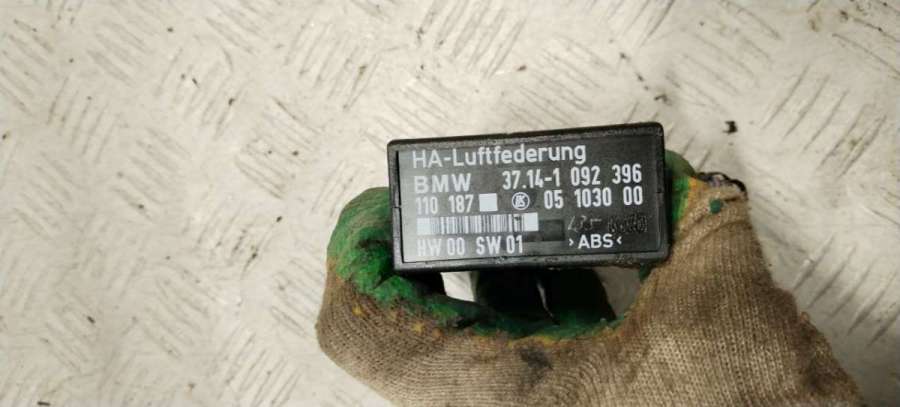 HA-Luftfederung
BMW 37.14-1 092 396
110 187 05 1030 00
HW 00 SW 01 >ABS<